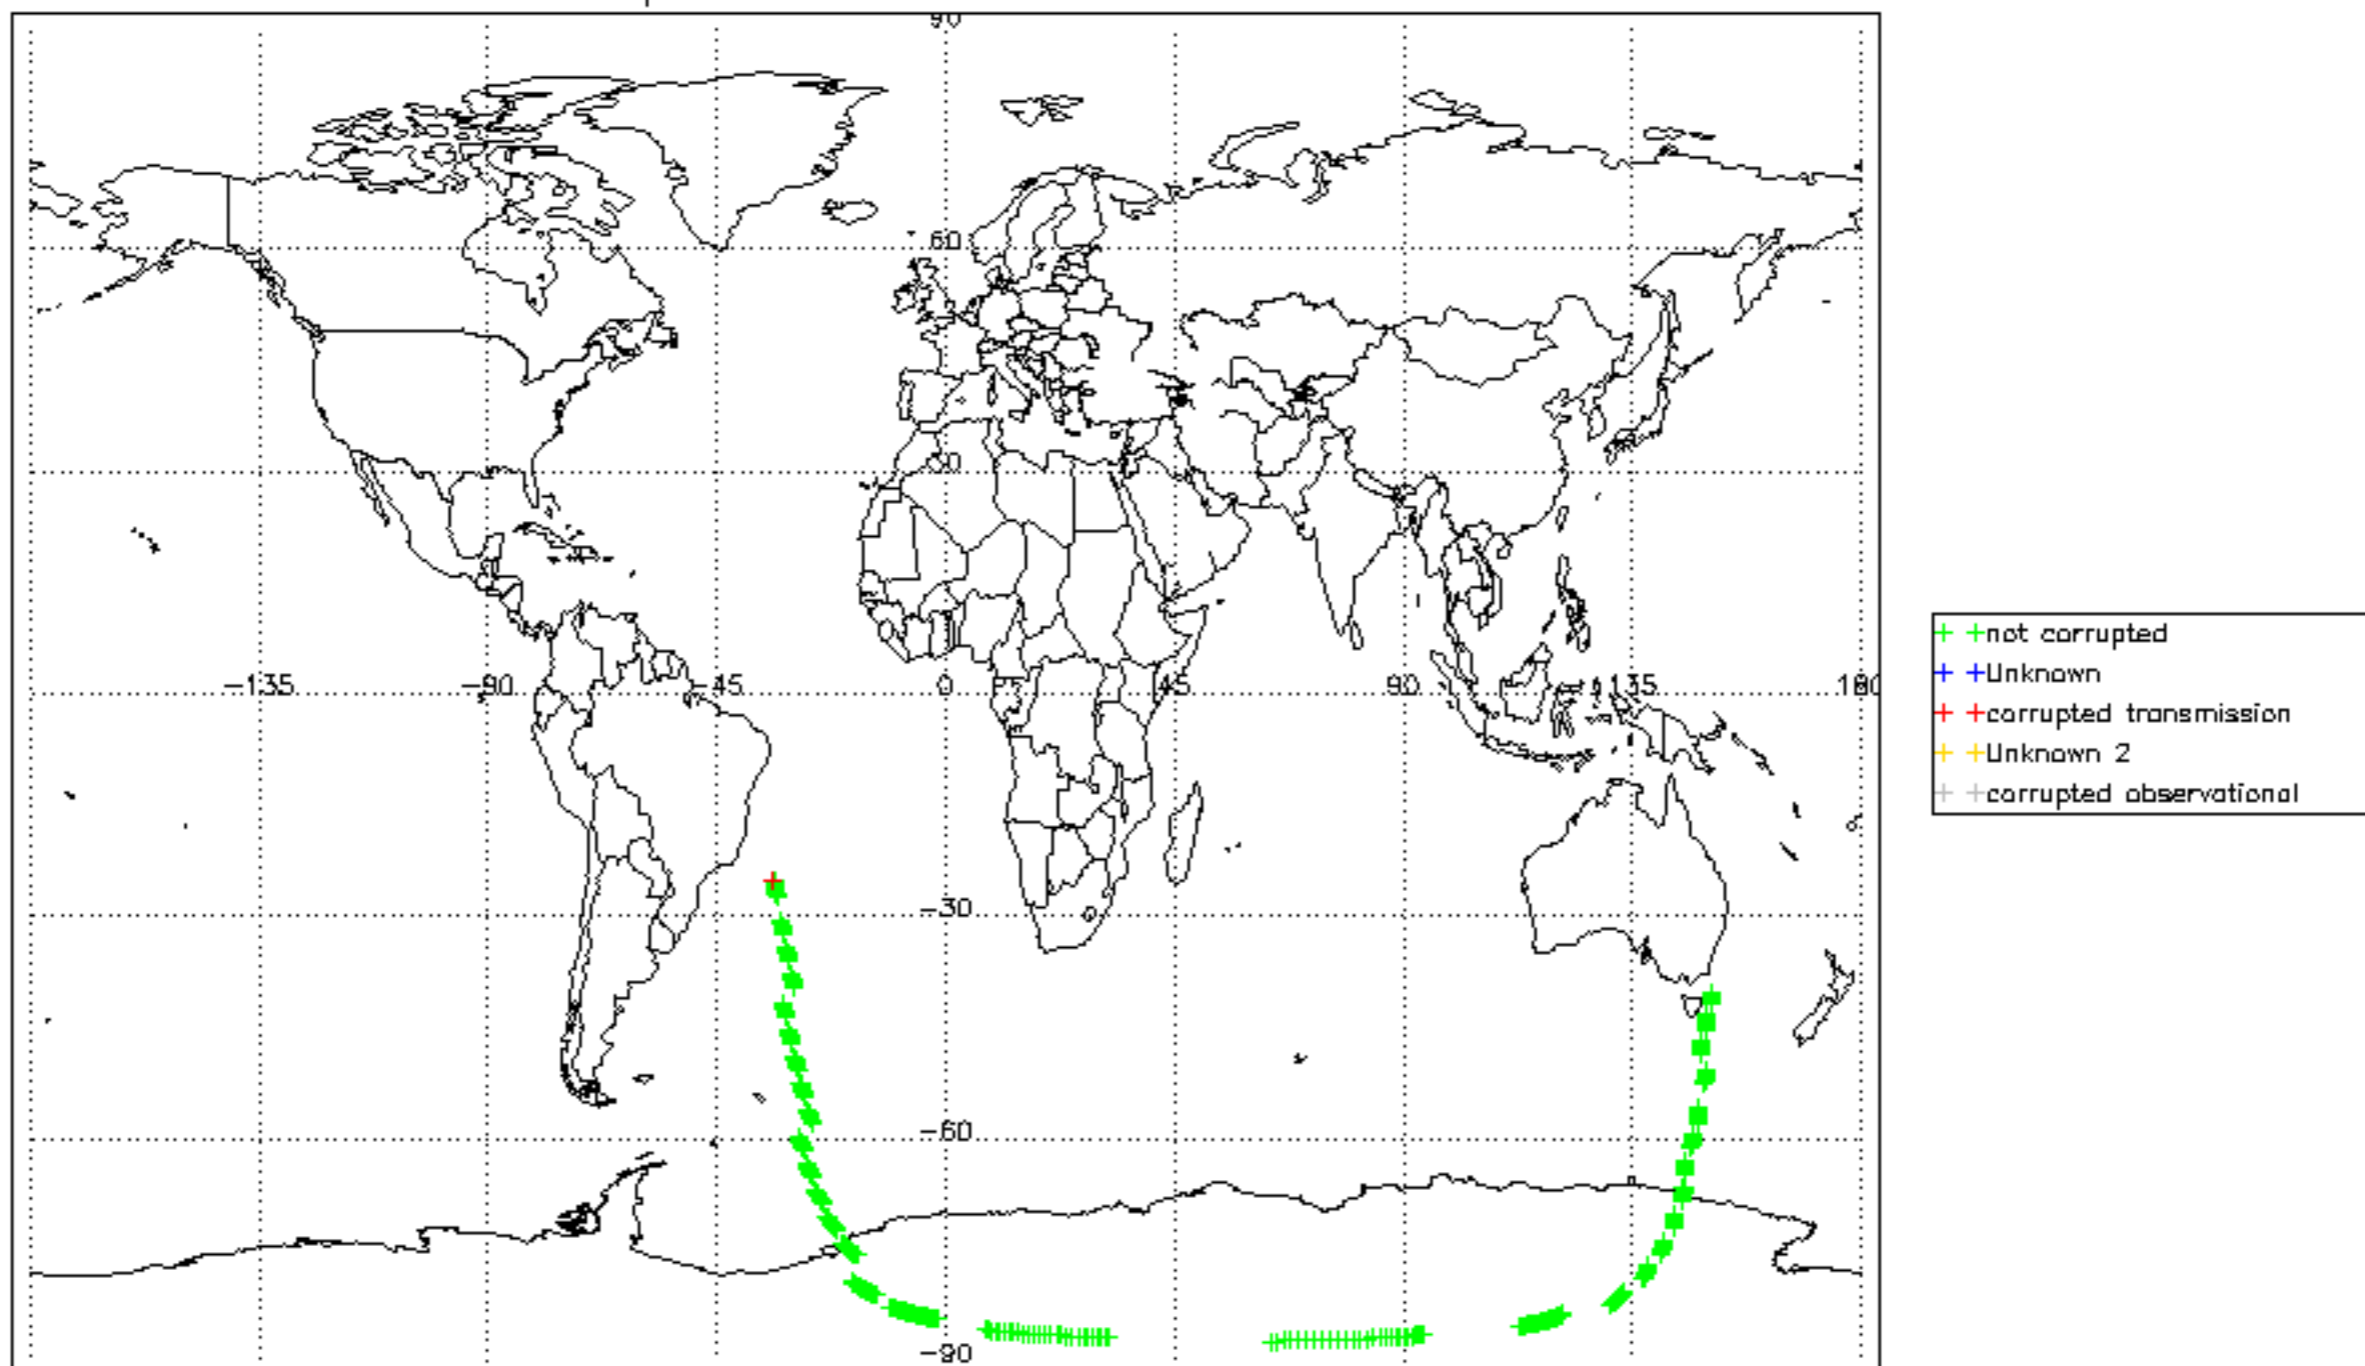 90
60
30
-135 -90 -45 0 45 90 135 180
-30
-60
-90
not corrupted
Unknown
corrupted transmission
Unknown 2
corrupted observational